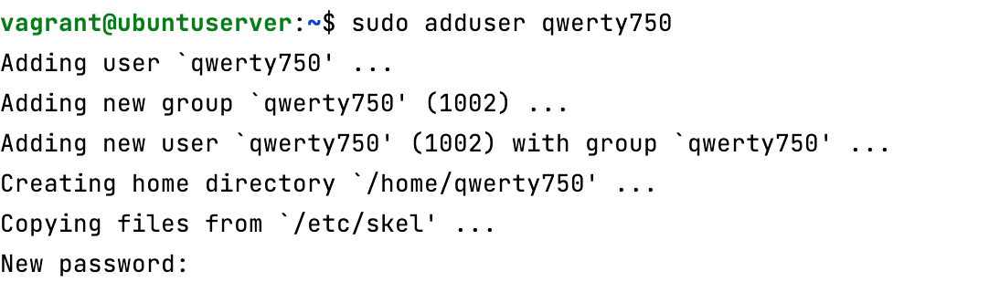 vagrant@ubuntuserver:~$ sudo adduser qwerty750
Adding user `qwerty750' ...
Adding new group `qwerty750' (1002) ...
Adding new user `qwerty750' (1002) with group `qwerty750' ...
Creating home directory `/home/qwerty750' ...
Copying files from `/etc/skel' ...
New password: